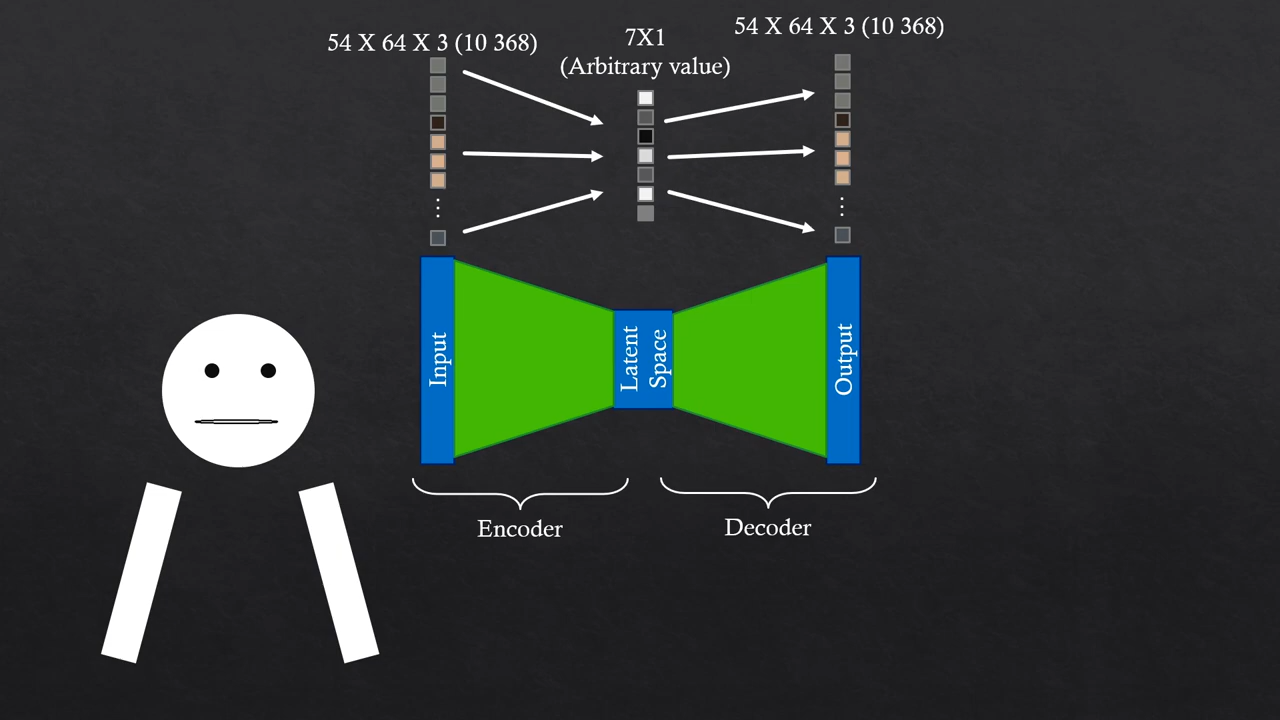 54 X 64 X 3 (10 368)
7X1
(Arbitrary value)
54 X 64 X 3 (10 368)
Input
Latent
Space
Output
Encoder
Decoder